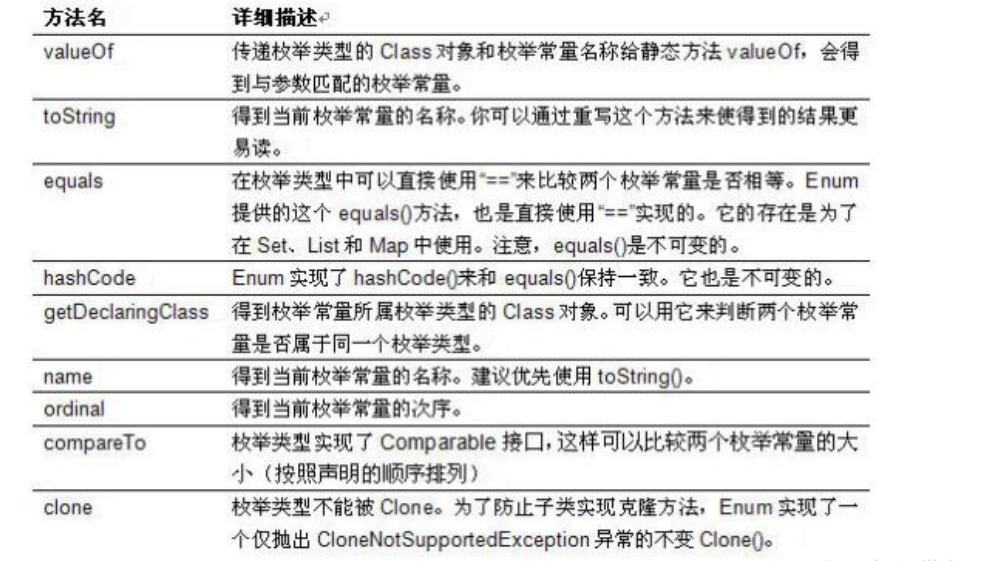 方法名 详细描述
valueOf 传递枚举类型的 Class 对象和枚举常量名称给静态方法 valueOf，会得
到与参数匹配的枚举常量。
toString 得到当前枚举常量的名称。你可以通过重写这个方法来使得到的结果更
易读。
equals 在枚举类型中可以直接使用“==”来比较两个枚举常量是否相等。Enum
提供的这个 equals()方法，也是直接使用“==”实现的。它的存在是为了
在 Set、List 和 Map 中使用。注意，equals()是不可变的。
hashCode Enum 实现了 hashCode()来和 equals()保持一致。它也是不可变的。
getDeclaringClass 得到枚举常量所属枚举类型的 Class 对象。可以用它来判断两个枚举常
量是否属于同一个枚举类型。
name 得到当前枚举常量的名称。建议优先使用 toString()。
ordinal 得到当前枚举常量的次序。
compareTo 枚举类型实现了 Comparable 接口，这样可以比较两个枚举常量的大
小（按照声明的顺序排列）
clone 枚举类型不能被 Clone。为了防止子类实现克隆方法，Enum 实现了一
个仅抛出 CloneNotSupportedException 异常的不变 Clone()。